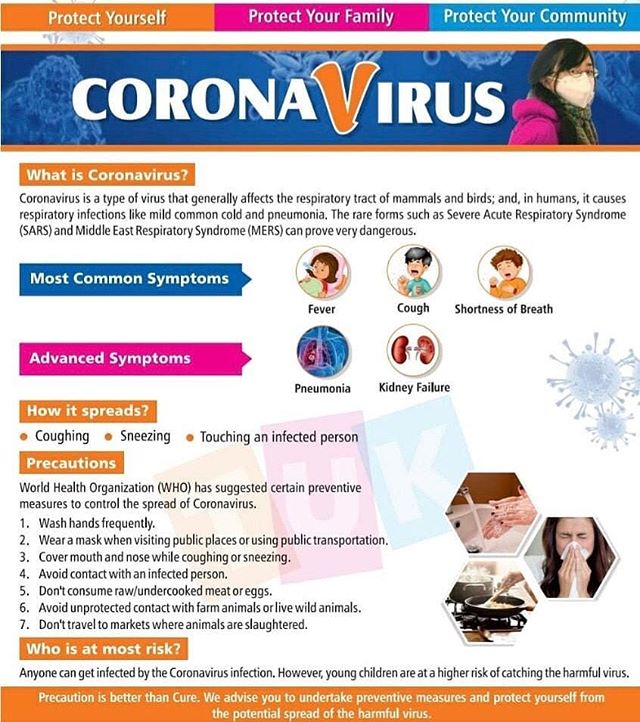 Protect Yourself
Protect Your Family
Protect Your Community
CORONAVIRUS
What is Coronavirus?
Coronavirus is a type of virus that generally affects the respiratory tract of mammals and birds; and, in humans, it causes
respiratory infections like mild common cold and pneumonia. The rare forms such as Severe Acute Respiratory Syndrome
(SARS) and Middle East Respiratory Syndrome (MERS) can prove very dangerous.
Most Common Symptoms
Fever
Cough
Shortness of Breath
Advanced Symptoms
Pneumonia
Kidney Failure
How it spreads?
• Coughing • Sneezing • Touching an infected person
Precautions
World Health Organization (WHO) has suggested certain preventive
measures to control the spread of Coronavirus.
1. Wash hands frequently.
2. Wear a mask when visiting public places or using public transportation.
3. Cover mouth and nose while coughing or sneezing.
4. Avoid contact with an infected person.
5. Don't consume raw/undercooked meat or eggs.
6. Avoid unprotected contact with farm animals or live wild animals.
7. Don't travel to markets where animals are slaughtered.
Who is at most risk?
Anyone can get infected by the Coronavirus infection. However, young children are at a higher risk of catching the harmful virus.
Precaution is better than Cure. We advise you to undertake preventive measures and protect yourself from
the potential spread of the harmful virus.